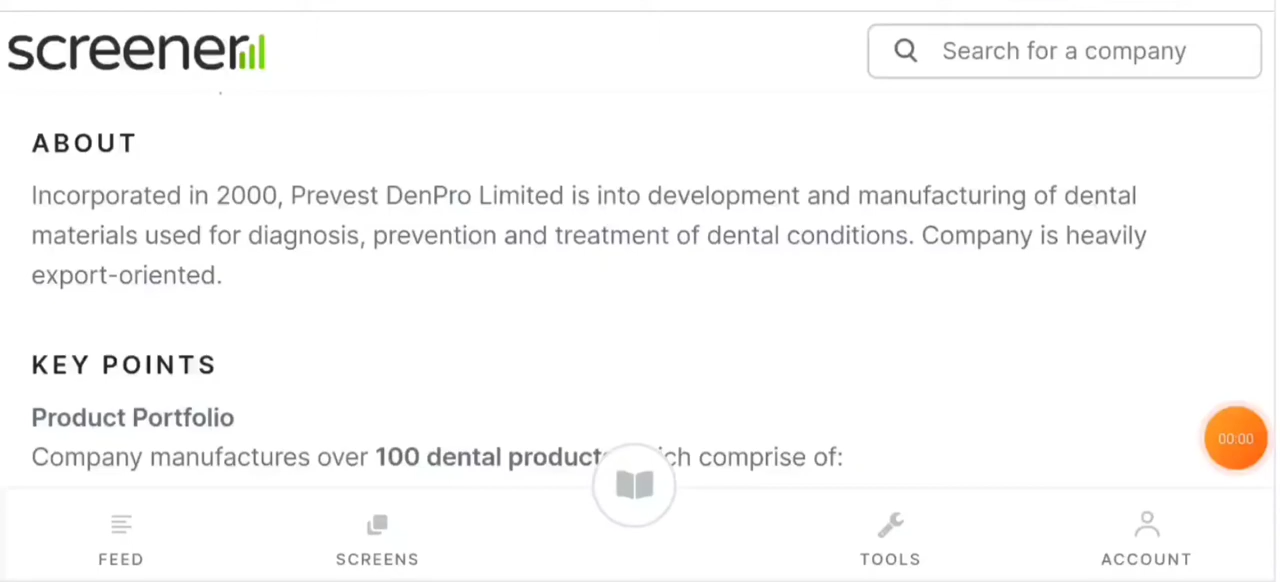 screener
Search for a company
ABOUT
Incorporated in 2000, Prevest DenPro Limited is into development and manufacturing of dental
materials used for diagnosis, prevention and treatment of dental conditions. Company is heavily
export-oriented.
KEY POINTS
Product Portfolio
Company manufactures over 100 dental product ch comprise of:
00:00
FEED
SCREENS
TOOLS
ACCOUNT